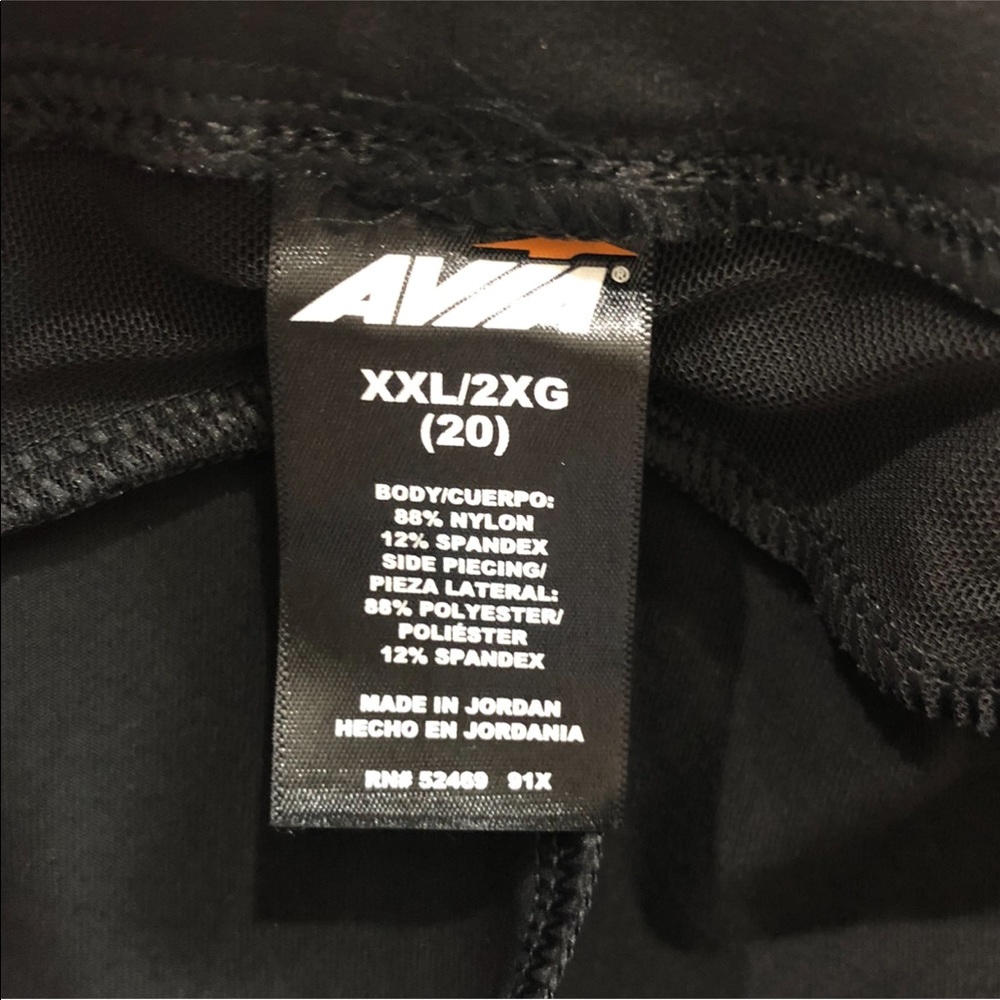 AVIA®
XXL/2XG
(20)
BODY/CUERPO:
88% NYLON
12% SPANDEX
SIDE PIECING/
PIEZA LATERAL:
88% POLYESTER/
POLIÉSTER
12% SPANDEX
MADE IN JORDAN
HECHO EN JORDANIA
RN# 52469 91X